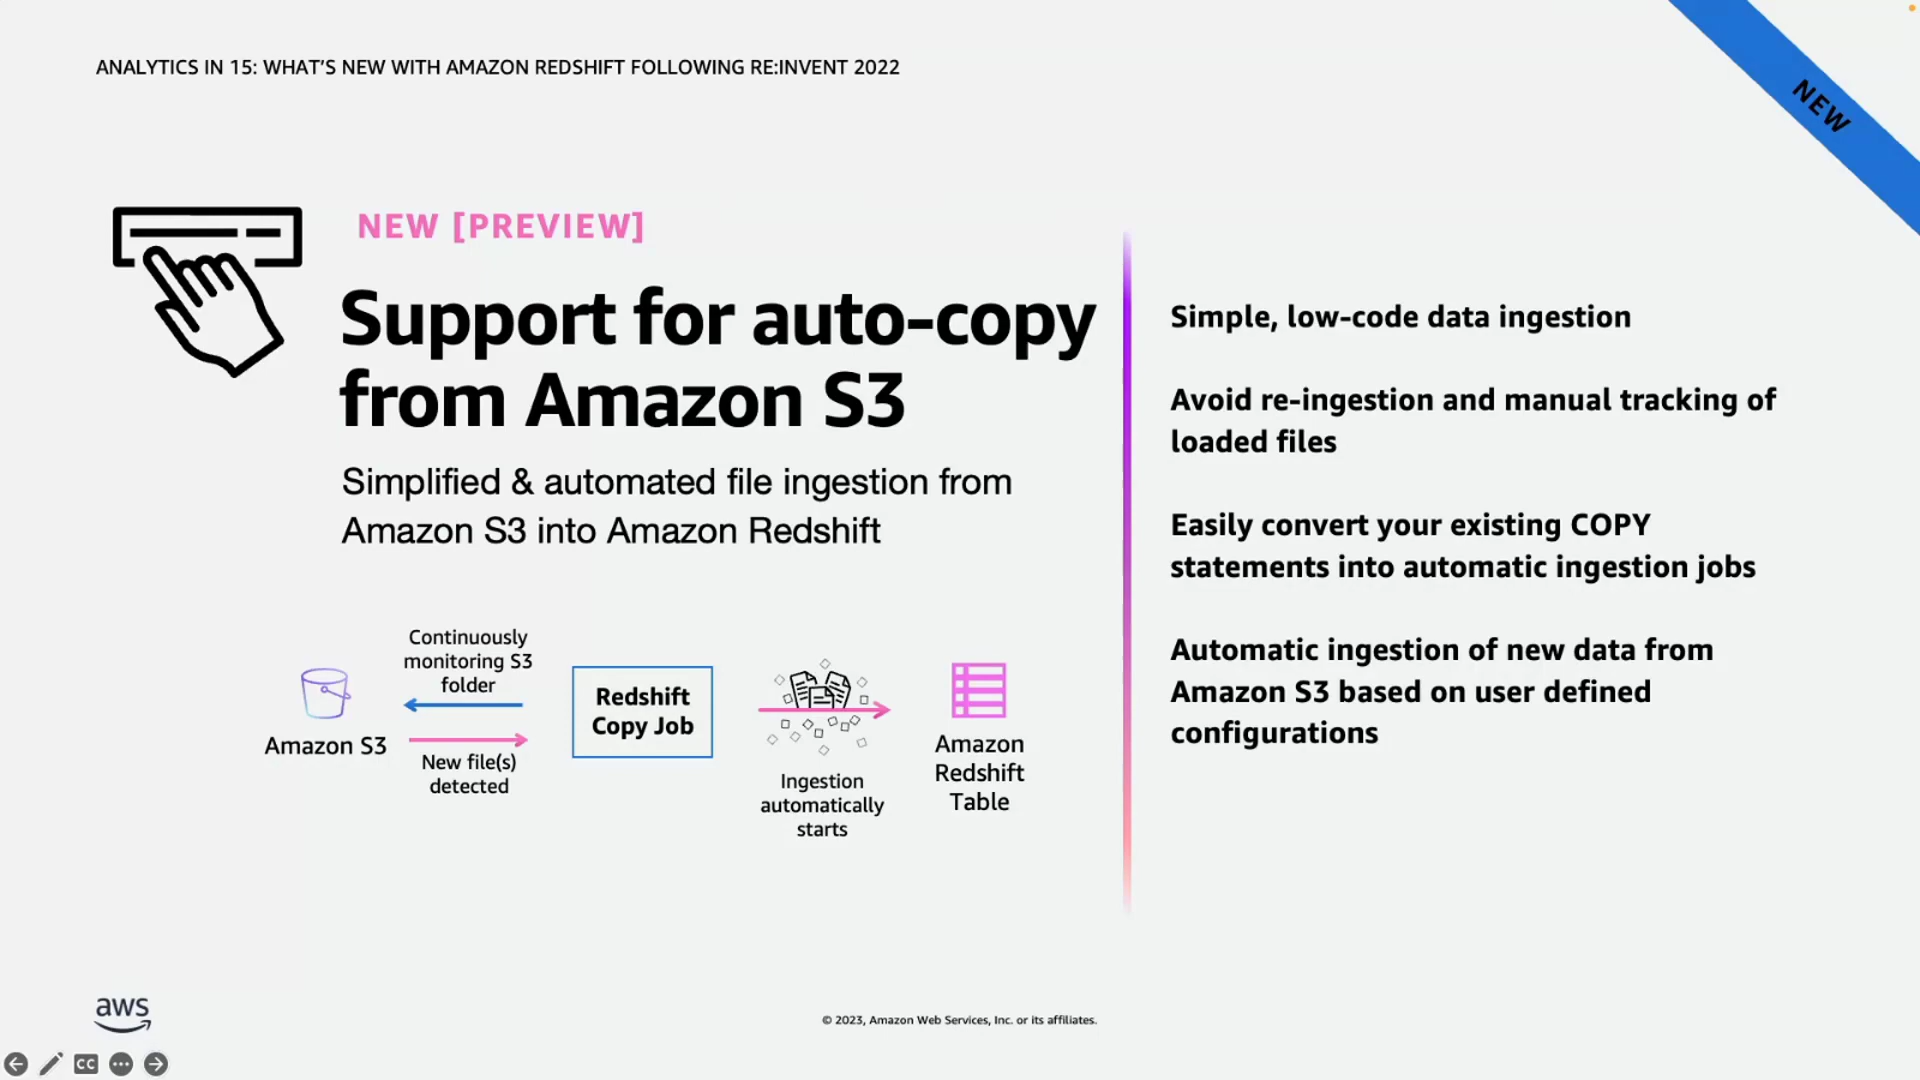 ANALYTICS IN 15: WHAT'S NEW WITH AMAZON REDSHIFT FOLLOWING RE:INVENT 2022
NEW
NEW [PREVIEW]
Support for auto-copy
from Amazon S3
Simplified & automated file ingestion from
Amazon S3 into Amazon Redshift
Continuously
monitoring S3
folder
Amazon S3
New file(s)
detected
Redshift
Copy Job
Ingestion
automatically
starts
Amazon
Redshift
Table
Simple, low-code data ingestion
Avoid re-ingestion and manual tracking of
loaded files
Easily convert your existing COPY
statements into automatic ingestion jobs
Automatic ingestion of new data from
Amazon S3 based on user defined
configurations
aws
© 2023, Amazon Web Services, Inc. or its affiliates.
CC